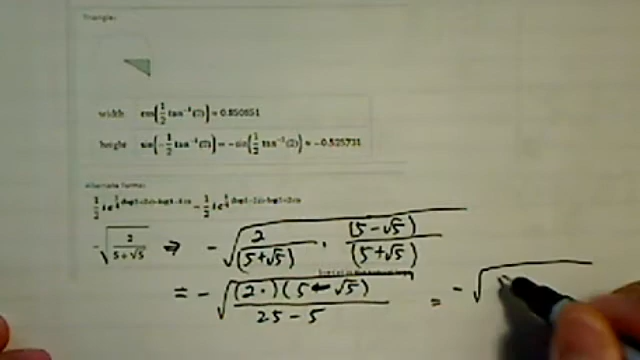 Triangle:
width cos(1/2 tan⁻¹(2)) ≈ 0.850651
height sin(-1/2 tan⁻¹(2)) = -sin(1/2 tan⁻¹(2)) ≈ -0.525731
Alternate forms:
-√(2/(5+√5)) ⇒ -√(2/(5+√5) · (5-√5)/(5+√5))
= -√((2·)(5-√5)/(25-5)) = -√